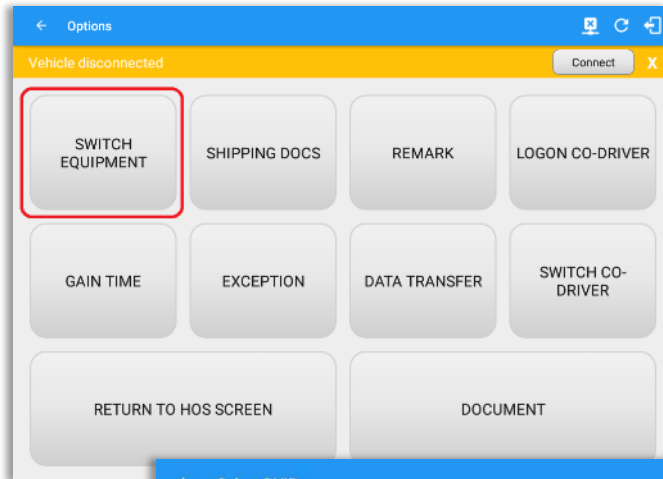 Options
Vehicle disconnected
Connect
X
SWITCH
EQUIPMENT
SHIPPING DOCS
REMARK
LOGON CO-DRIVER
GAIN TIME
EXCEPTION
DATA TRANSFER
SWITCH CO-
DRIVER
RETURN TO HOS SCREEN
DOCUMENT